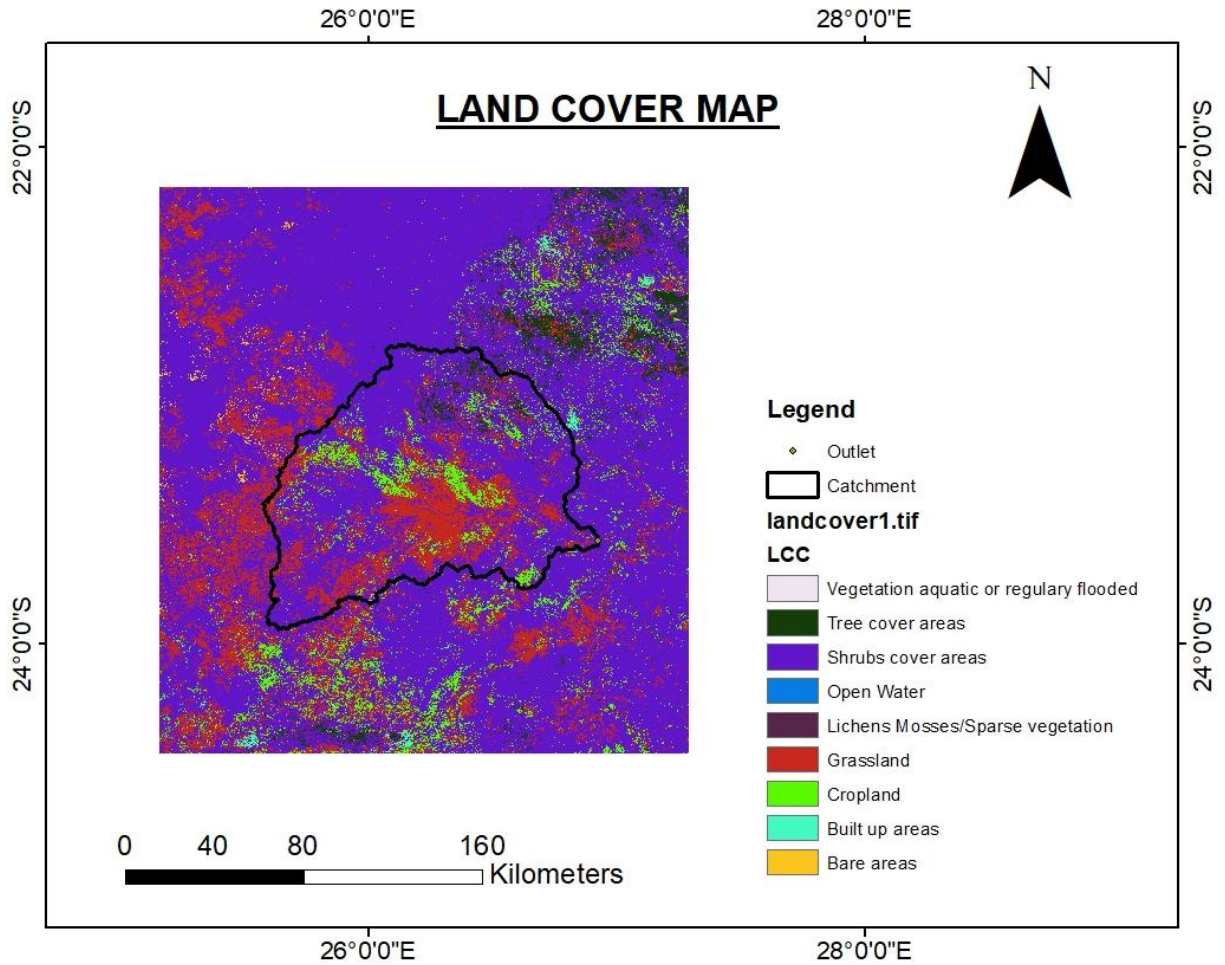 26°0'0"E
28°0'0"E
22°0'0"S
22°0'0"S
LAND COVER MAP
N
Legend
Outlet
Catchment
landcover1.tif
LCC
Vegetation aquatic or regulary flooded
Tree cover areas
Shrubs cover areas
Open Water
Lichens Mosses/Sparse vegetation
Grassland
Cropland
Built up areas
Bare areas
24°0'0"S
24°0'0"S
0 40 80 160
Kilometers
26°0'0"E
28°0'0"E